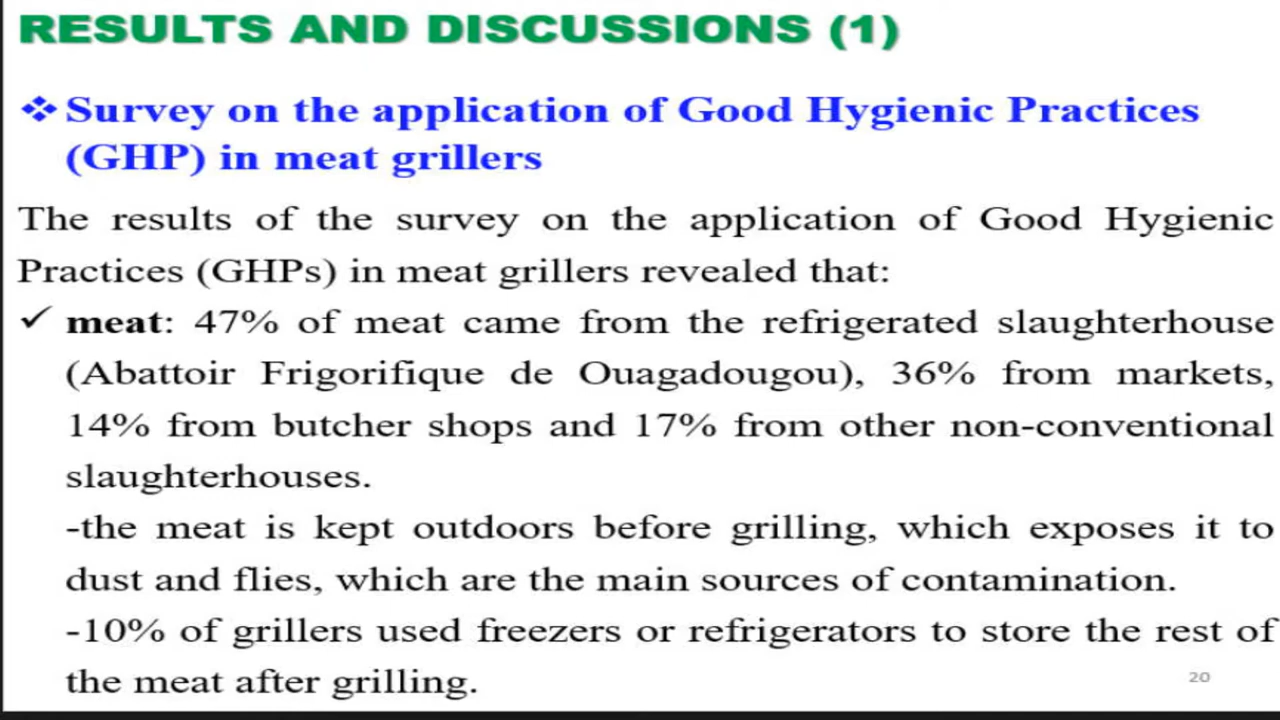 RESULTS AND DISCUSSIONS (1)
❖Survey on the application of Good Hygienic Practices
(GHP) in meat grillers
The results of the survey on the application of Good Hygienic
Practices (GHPs) in meat grillers revealed that:
✓ meat: 47% of meat came from the refrigerated slaughterhouse
(Abattoir Frigorifique de Ouagadougou), 36% from markets,
14% from butcher shops and 17% from other non-conventional
slaughterhouses.
-the meat is kept outdoors before grilling, which exposes it to
dust and flies, which are the main sources of contamination.
-10% of grillers used freezers or refrigerators to store the rest of
the meat after grilling.
20